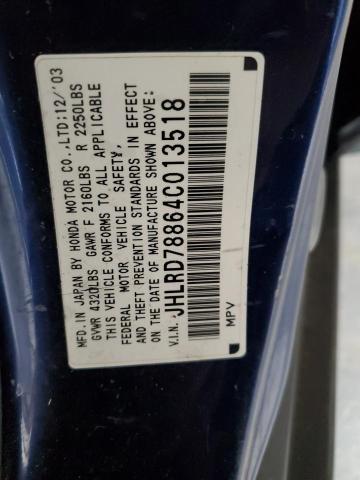 MFD. IN JAPAN BY HONDA MOTOR CO., LTD: 12/'03
GVWR 4320LBS GAWR F 2160LBS R 2250LBS
THIS VEHICLE CONFORMS TO ALL APPLICABLE
FEDERAL MOTOR VEHICLE SAFETY,
AND THEFT PREVENTION STANDARDS IN EFFECT
ON THE DATE OF MANUFACTURE SHOWN ABOVE.
V.I.N. JHLRD78864C013518
MPV